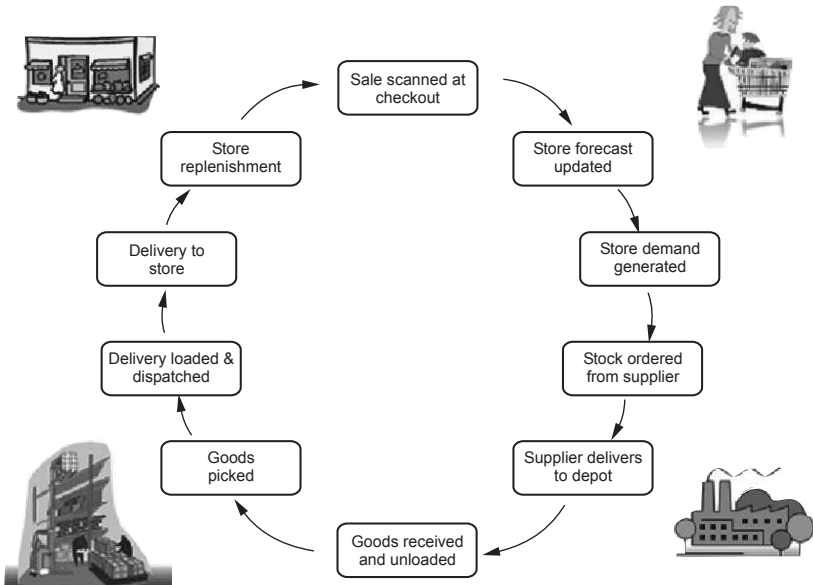 Sale scanned at
checkout
Store forecast
updated
Store demand
generated
Stock ordered
from supplier
Supplier delivers
to depot
Goods received
and unloaded
Goods
picked
Delivery loaded &
dispatched
Delivery to
store
Store
replenishment